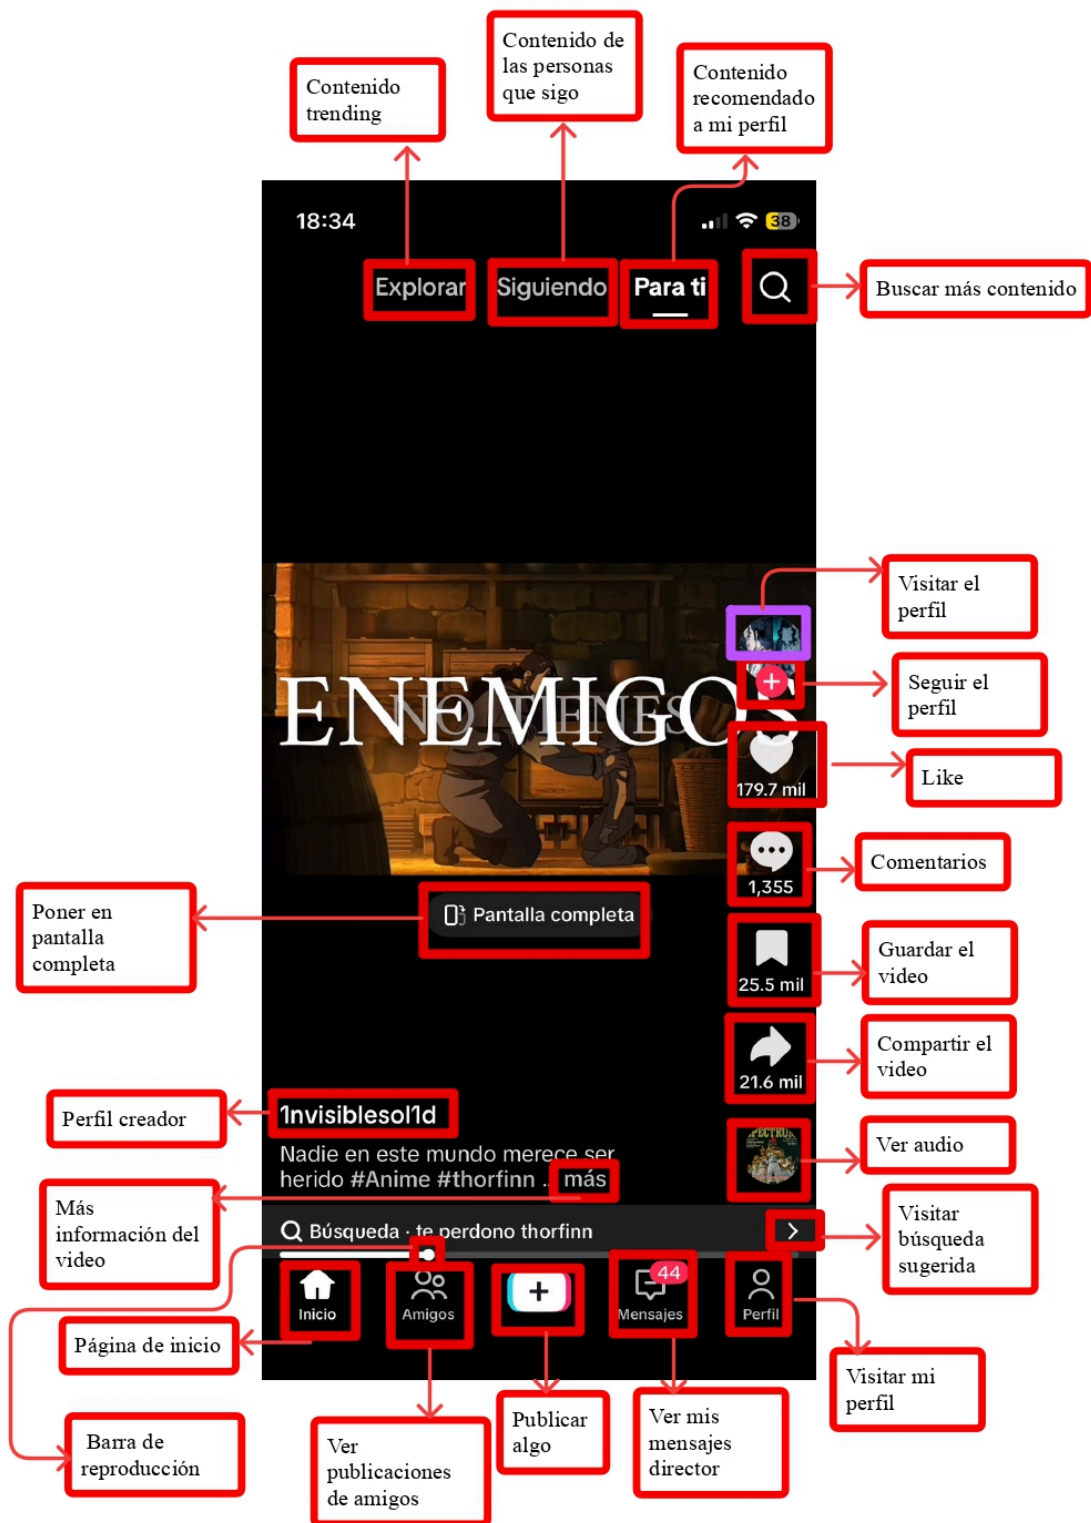 Contenido de
las personas
que sigo
Contenido
trending
Contenido
recomendado
a mi perfil
18:34
38
Explorar
Siguiendo
Para ti
Buscar más contenido
Visitar el
perfil
ENEMIGOS
NO TIENES
Seguir el
perfil
179.7 mil
Like
1,355
Comentarios
Poner en
pantalla
completa
Pantalla completa
25.5 mil
Guardar el
video
21.6 mil
Compartir el
video
Perfil creador
1nvisiblesol1d
SPECTRUM
Ver audio
Nadie en este mundo merece ser
herido #Anime #thorfinn .. más
Más
información del
video
Búsqueda · te perdono thorfinn
Visitar
búsqueda
sugerida
Inicio
Amigos
44
Mensajes
Perfil
Página de inicio
Visitar mi
perfil
Barra de
reproducción
Ver
publicaciones
de amigos
Publicar
algo
Ver mis
mensajes
director